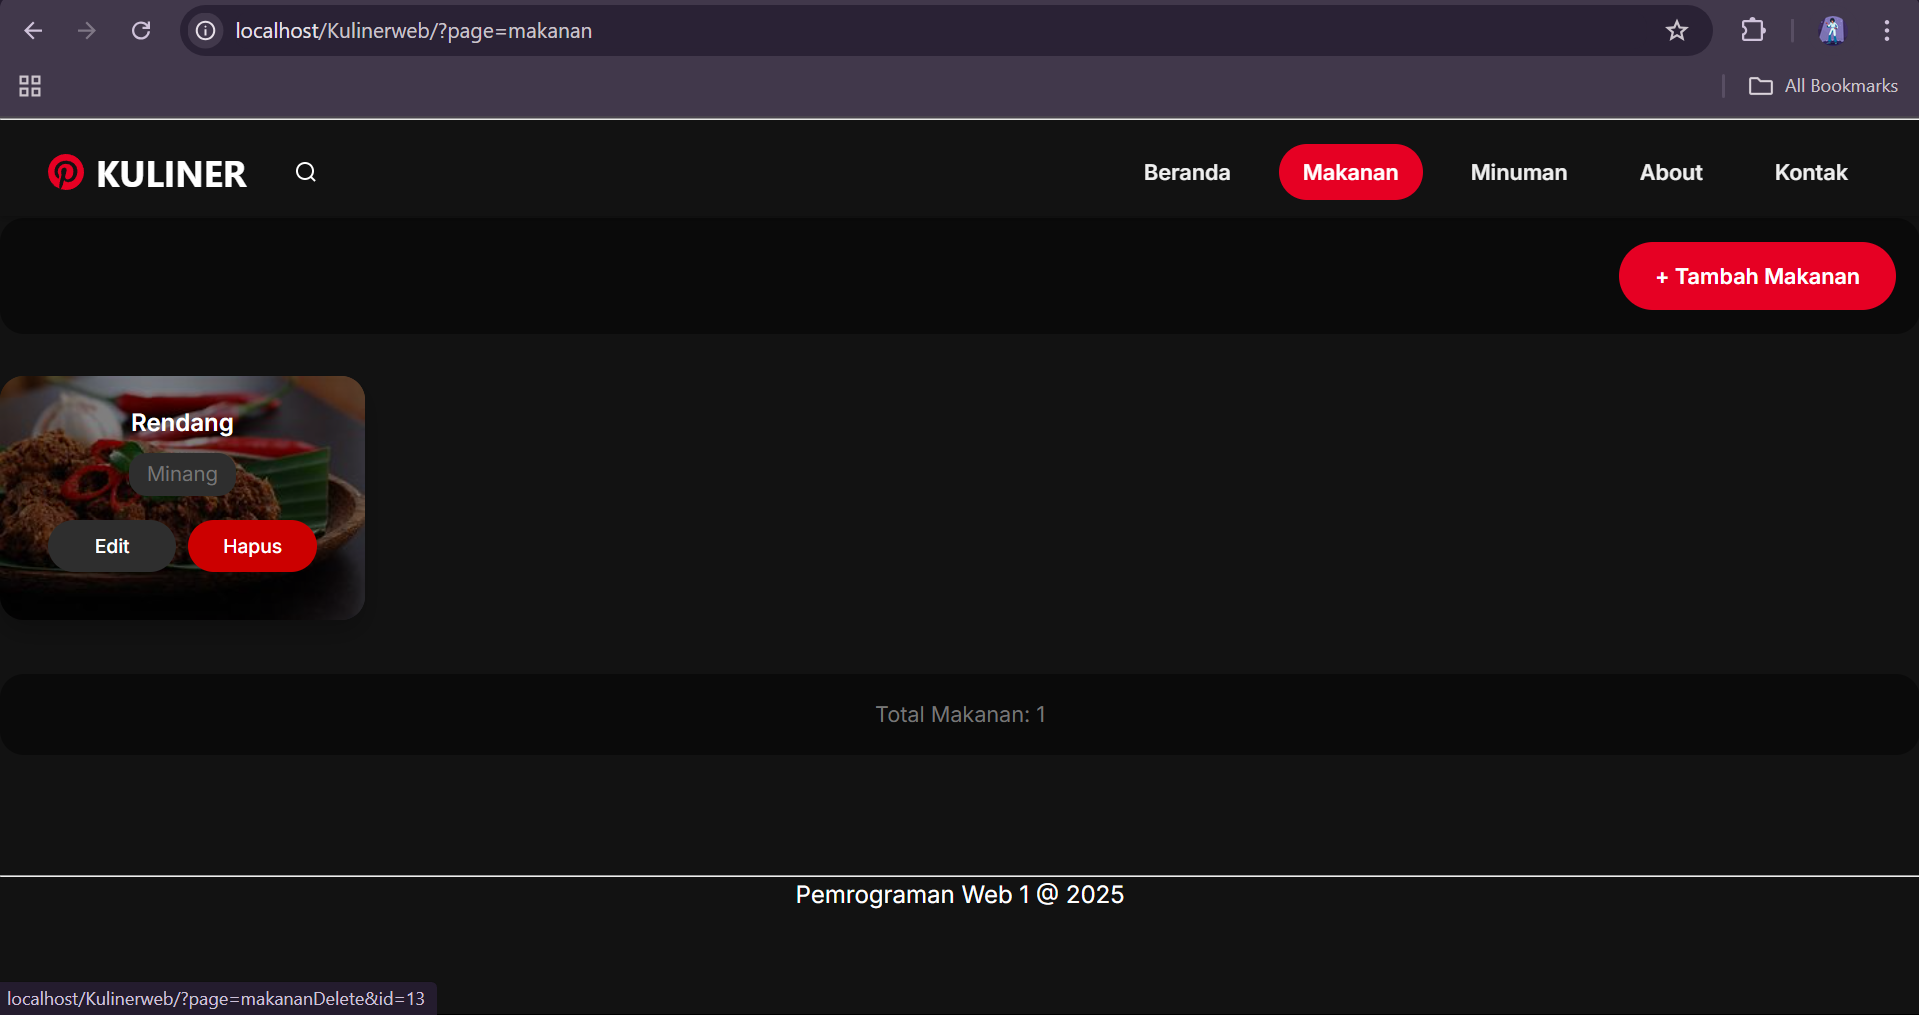 localhost/Kulinerweb/?page=makanan
All Bookmarks
KULINER
Beranda
Makanan
Minuman
About
Kontak
+ Tambah Makanan
Rendang
Minang
Edit
Hapus
Total Makanan: 1
Pemrograman Web 1 @ 2025
localhost/Kulinerweb/?page=makananDelete&id=13